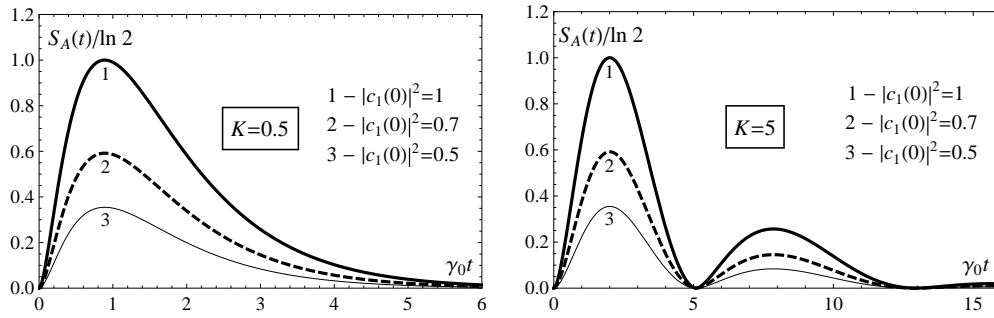 1.2
1.0
0.8
0.6
0.4
0.2
0.0
S_A(t)/ln 2
1
2
3
K=0.5
1 − |c_1(0)|^2=1
2 − |c_1(0)|^2=0.7
3 − |c_1(0)|^2=0.5
γ_0 t
0 1 2 3 4 5 6
1.2
1.0
0.8
0.6
0.4
0.2
0.0
S_A(t)/ln 2
1
2
3
K=5
1 − |c_1(0)|^2=1
2 − |c_1(0)|^2=0.7
3 − |c_1(0)|^2=0.5
γ_0 t
0 5 10 15